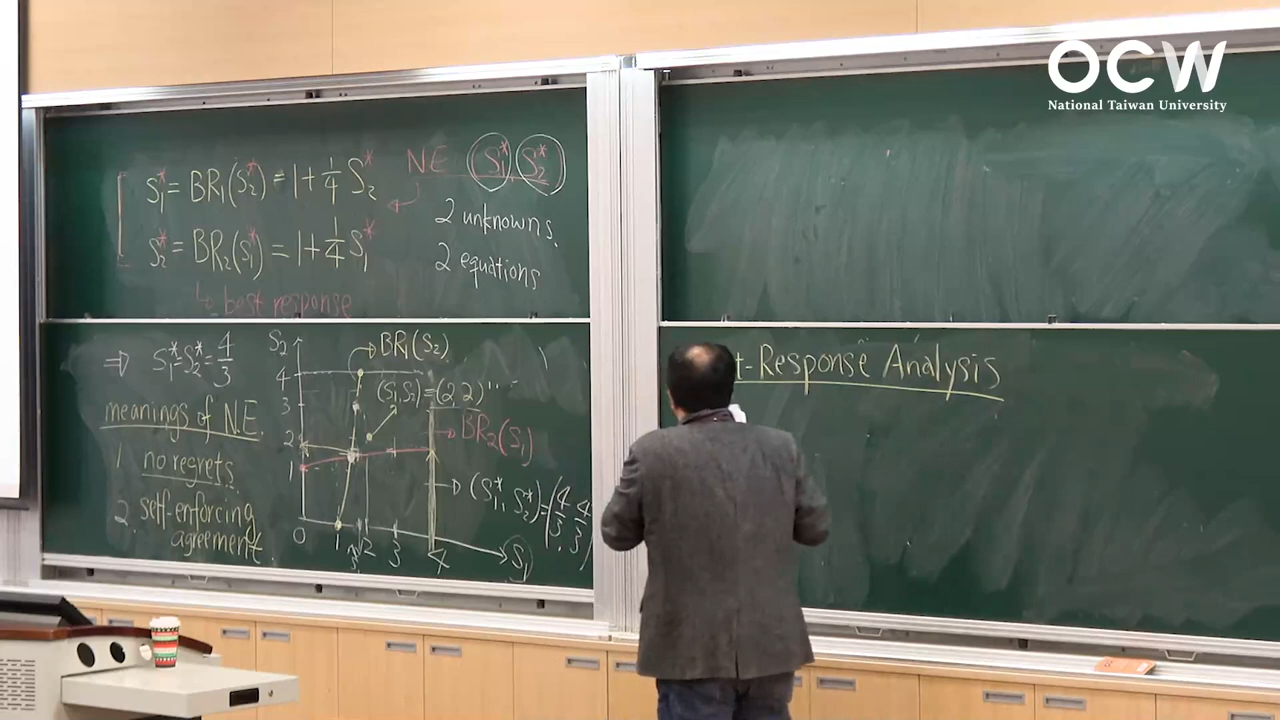 OCW
National Taiwan University
S₁* = BR₁(S₂*) = 1 + 1/4 S₂*
S₂* = BR₂(S₁*) = 1 + 1/4 S₁*
↳ best response
NE S₁* S₂*
2 unknowns.
2 equations
⇒ S₁* = S₂* = 4/3
meanings of N.E.
1 no regrets
2. self-enforcing
agreement.
S₂
4
3
2
1
0
1
2
3
4
S₁
BR₁(S₂)
(S₁,S₂) = (2,2)
BR₂(S₁)
(S₁*, S₂*) = (4/3, 4/3)
t-Response Analysis